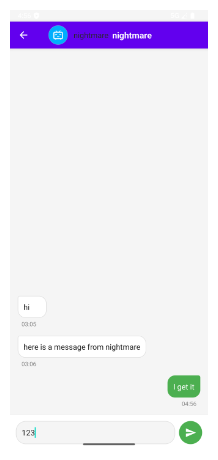 nightmare
hi
03:05
here is a message from nightmare
03:06
i get it
04:56
123